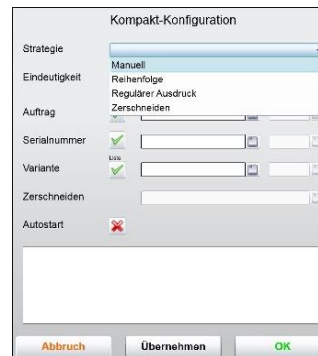 Kompakt-Konfiguration
Strategie
Manuell
Eindeutigkeit
Reihenfolge
Regulärer Ausdruck
Zerschneiden
Auftrag
Serialnummer
Liste
Variante
Zerschneiden
Autostart
Abbruch Übernehmen OK